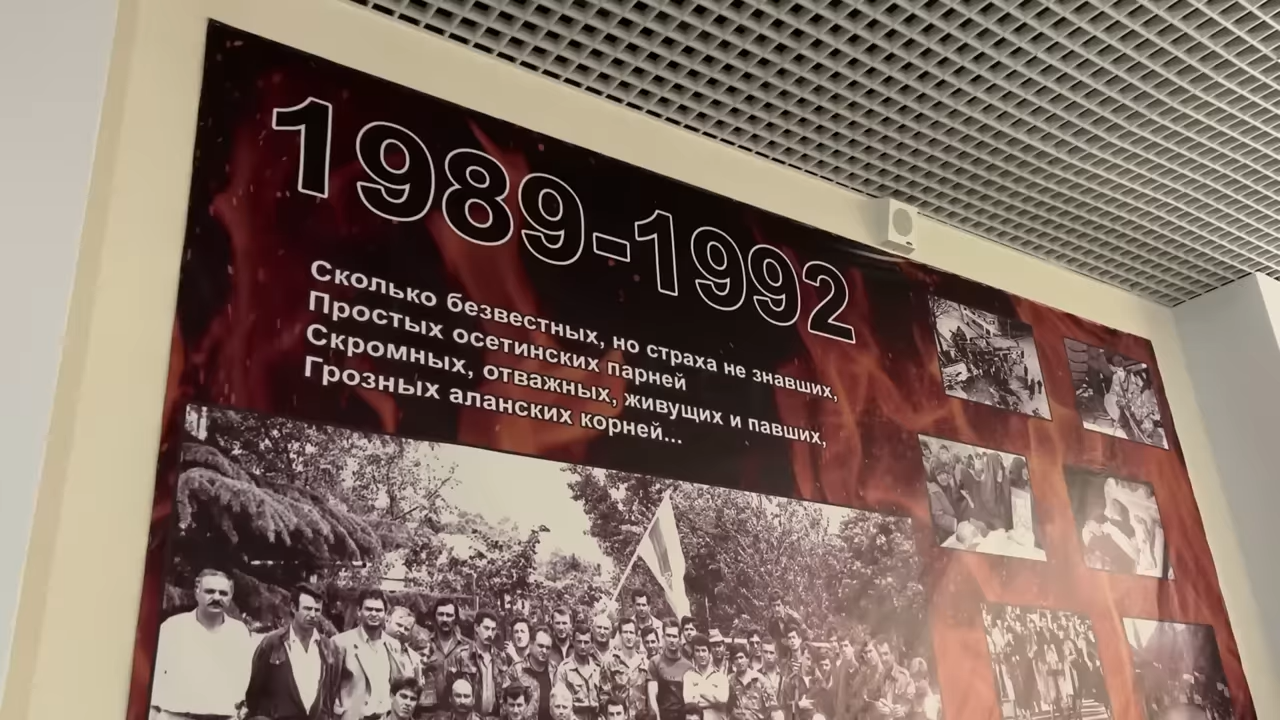 1989-1992
Сколько безвестных, но страха не знавших,
Простых осетинских парней
Скромных, отважных, живущих и павших,
Грозных аланских корней...